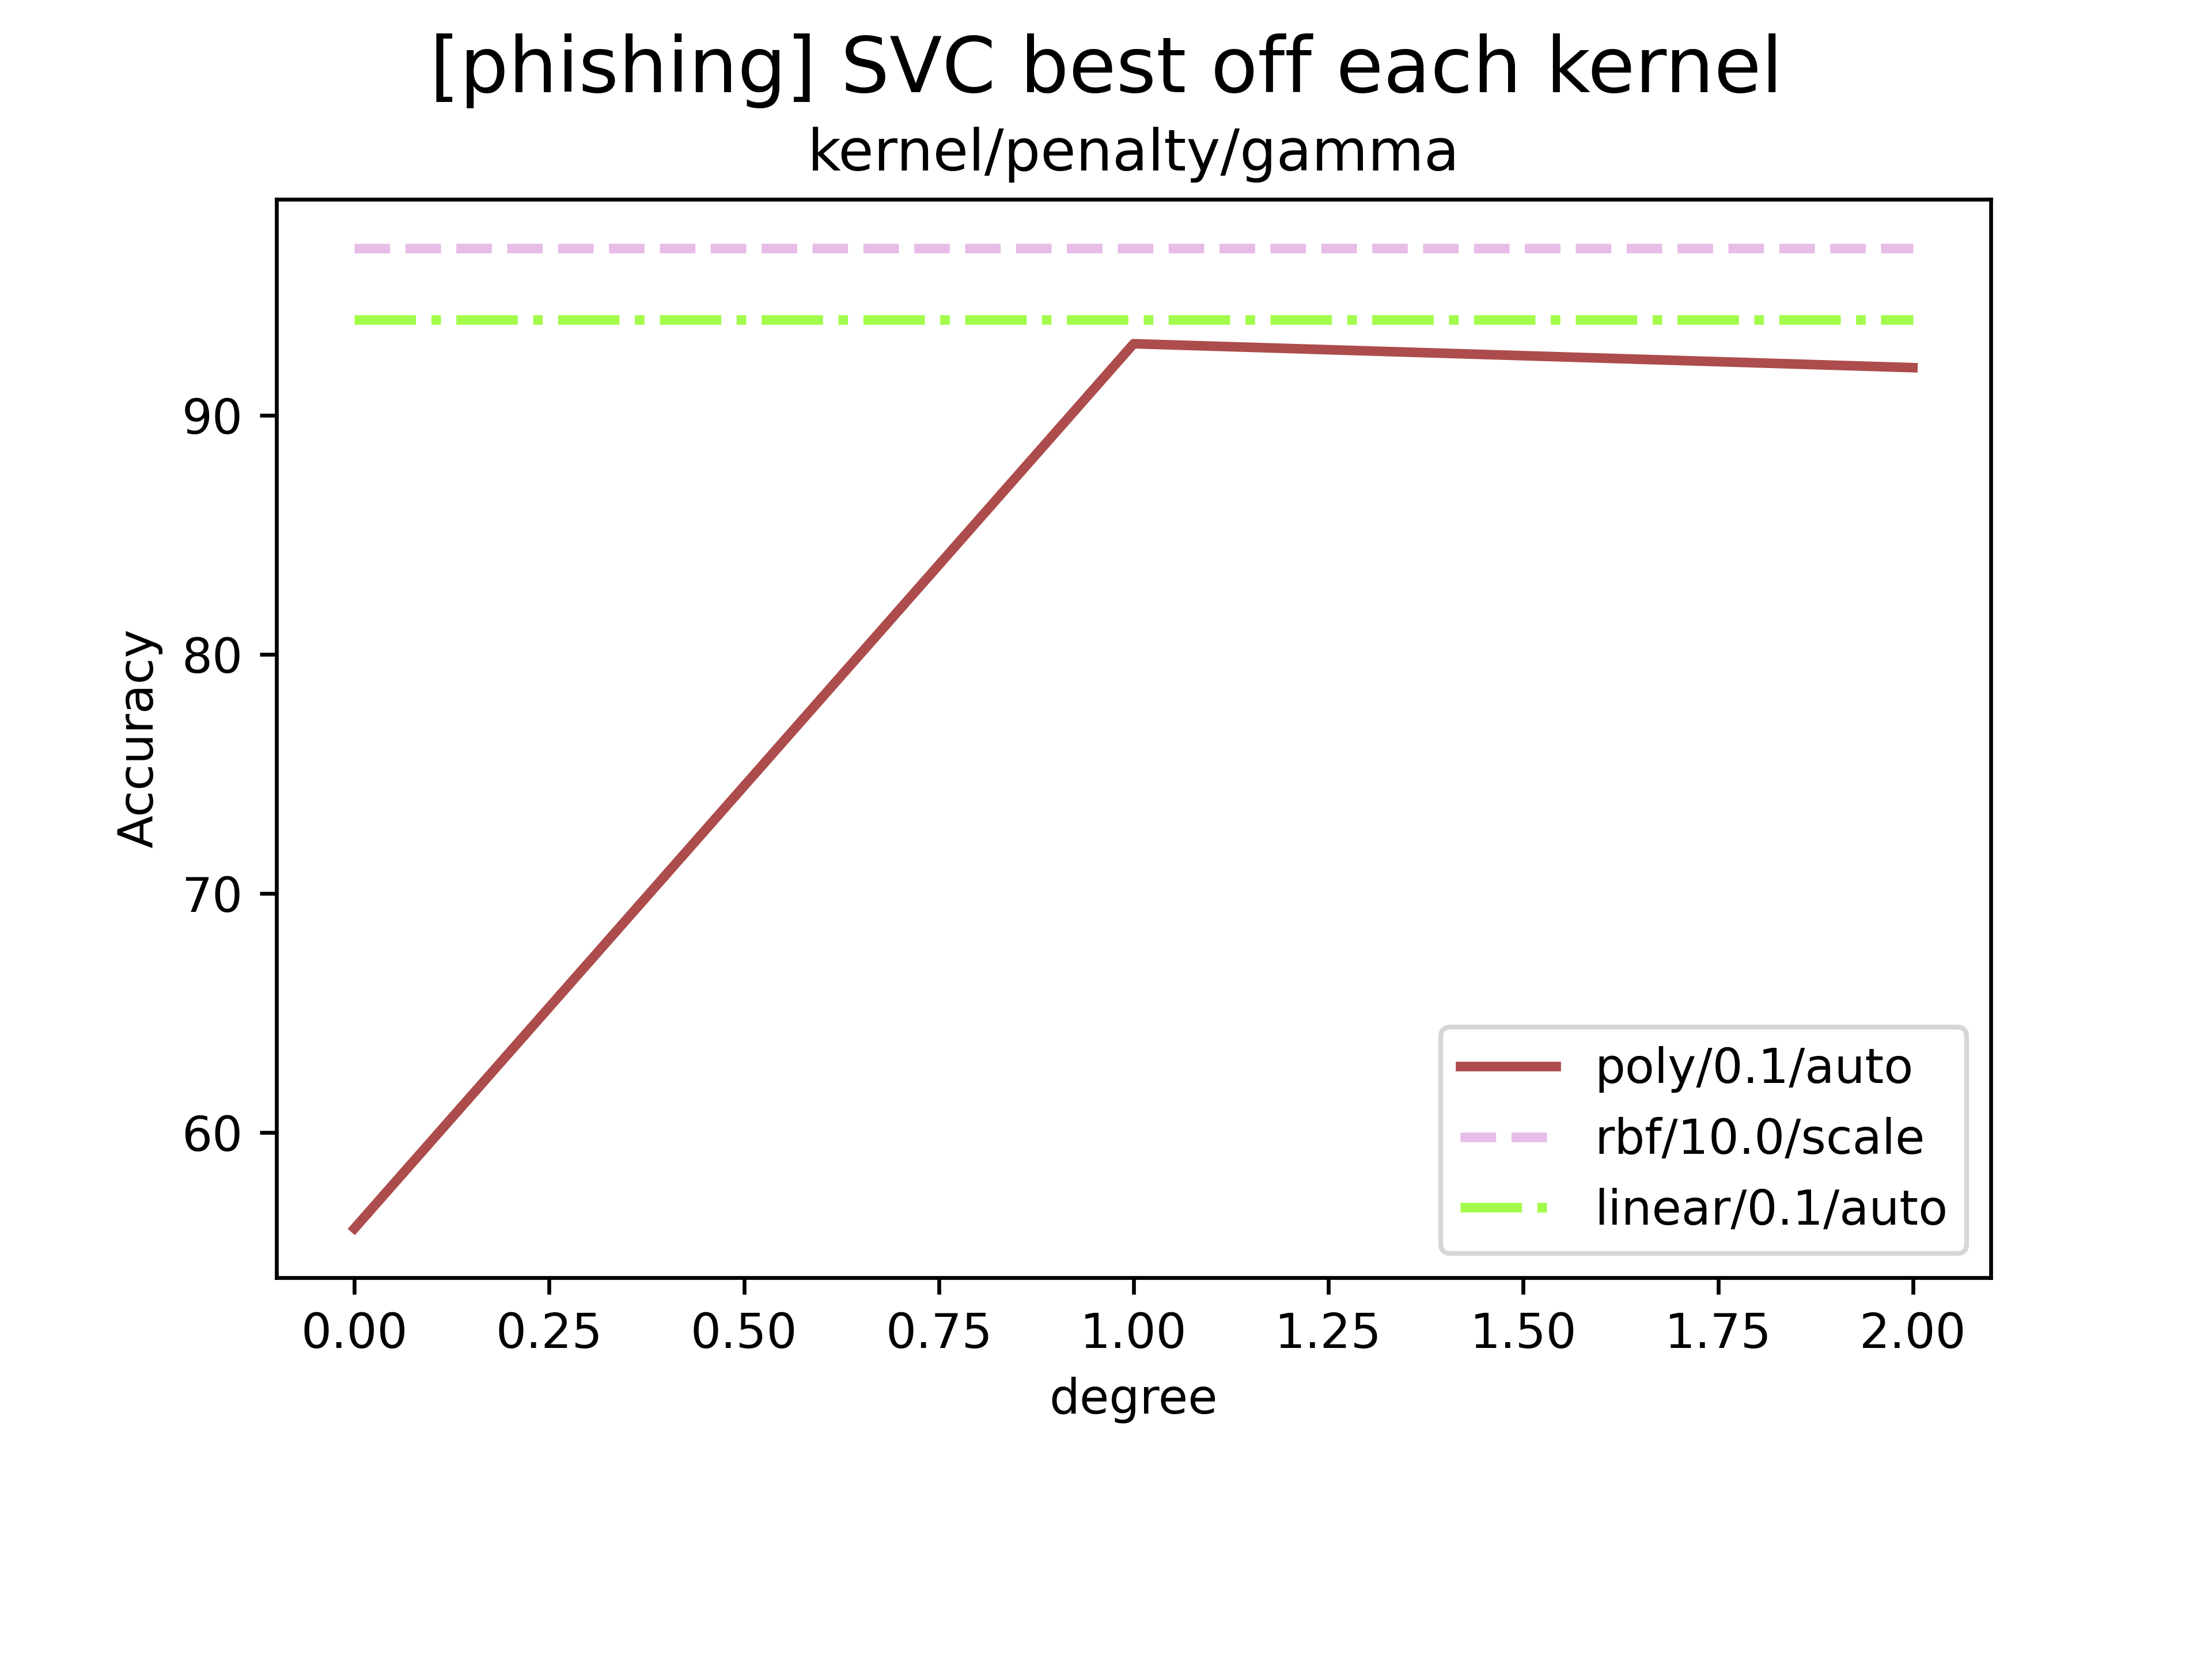 [phishing] SVC best off each kernel
kernel/penalty/gamma
Accuracy
90
80
70
60
0.00 0.25 0.50 0.75 1.00 1.25 1.50 1.75 2.00
degree
poly/0.1/auto
rbf/10.0/scale
linear/0.1/auto